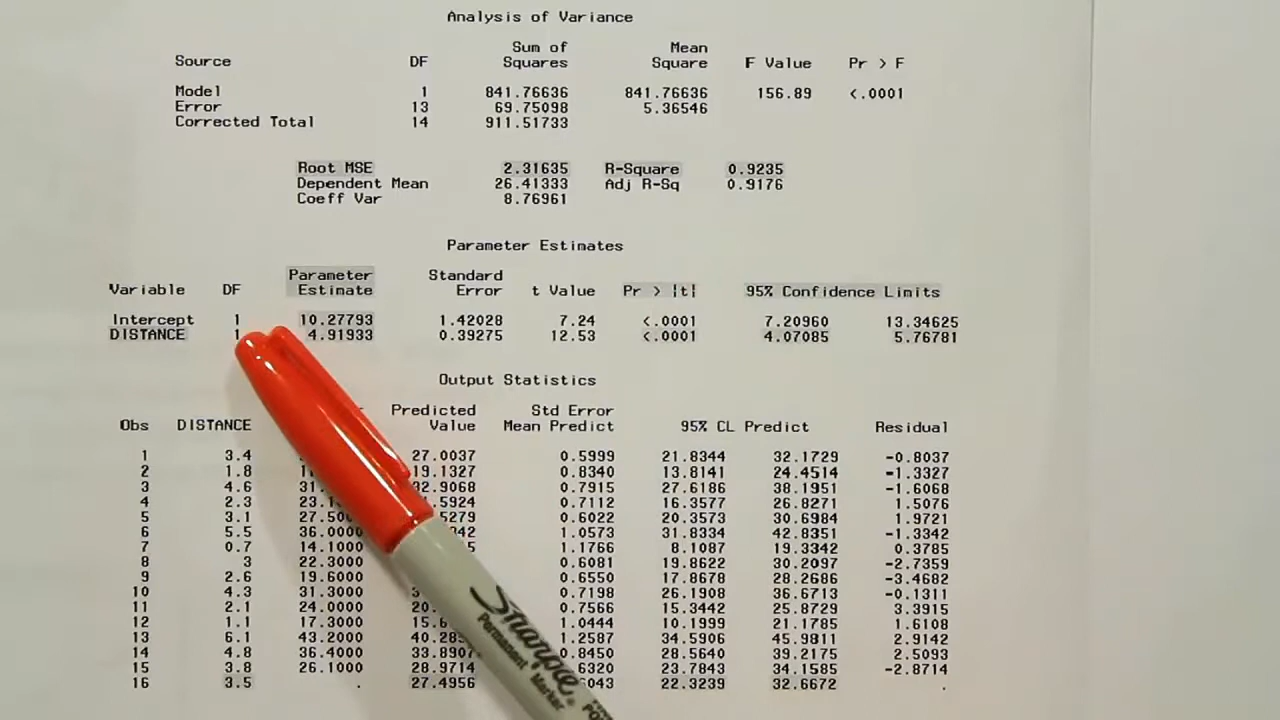 Analysis of Variance
Sum of Mean
Source DF Squares Square F Value Pr > F
Model 1 841.76636 841.76636 156.89 <.0001
Error 13 69.75098 5.36546
Corrected Total 14 911.51733
Root MSE 2.31635 R-Square 0.9235
Dependent Mean 26.41333 Adj R-Sq 0.9176
Coeff Var 8.76961
Parameter Estimates
Parameter Standard
Variable DF Estimate Error t Value Pr > |t| 95% Confidence Limits
Intercept 1 10.27793 1.42028 7.24 <.0001 7.20960 13.34625
DISTANCE 1 4.91933 0.39275 12.53 <.0001 4.07085 5.76781
Output Statistics
Predicted Std Error
Obs DISTANCE Value Mean Predict 95% CL Predict Residual
1 3.4 27.0037 0.5999 21.8344 32.1729 -0.8037
2 1.8 19.1327 0.8340 13.8141 24.4514 -1.3327
3 4.6 0.7915 27.6186 38.1951 -1.6068
4 2.3 0.7112 16.3577 26.8271 1.5076
5 3.1 0.6022 20.3573 30.6984 1.9721
6 5.5 36.0000 1.0573 31.8334 42.8351 -1.3342
7 0.7 14.1000 1.1766 8.1087 19.3342 0.3785
8 3 22.3000 0.6081 19.8622 30.2097 -2.7359
9 2.6 19.6000 0.6550 17.8678 28.2686 -3.4682
10 4.3 31.3000 0.7198 26.1908 36.6713 -0.1311
11 2.1 24.0000 0.7566 15.3442 25.8729 3.3915
12 1.1 17.3000 1.0444 10.1999 21.1785 1.6108
13 6.1 43.2000 1.2587 34.5906 45.9811 2.9142
14 4.8 36.4000 33.8907 0.8450 28.5640 39.2175 2.5093
15 3.8 26.1000 28.9714 23.7843 34.1585 -2.8714
16 3.5 . 27.4956 22.3239 32.6672 .
Sharpie
Permanent Marker